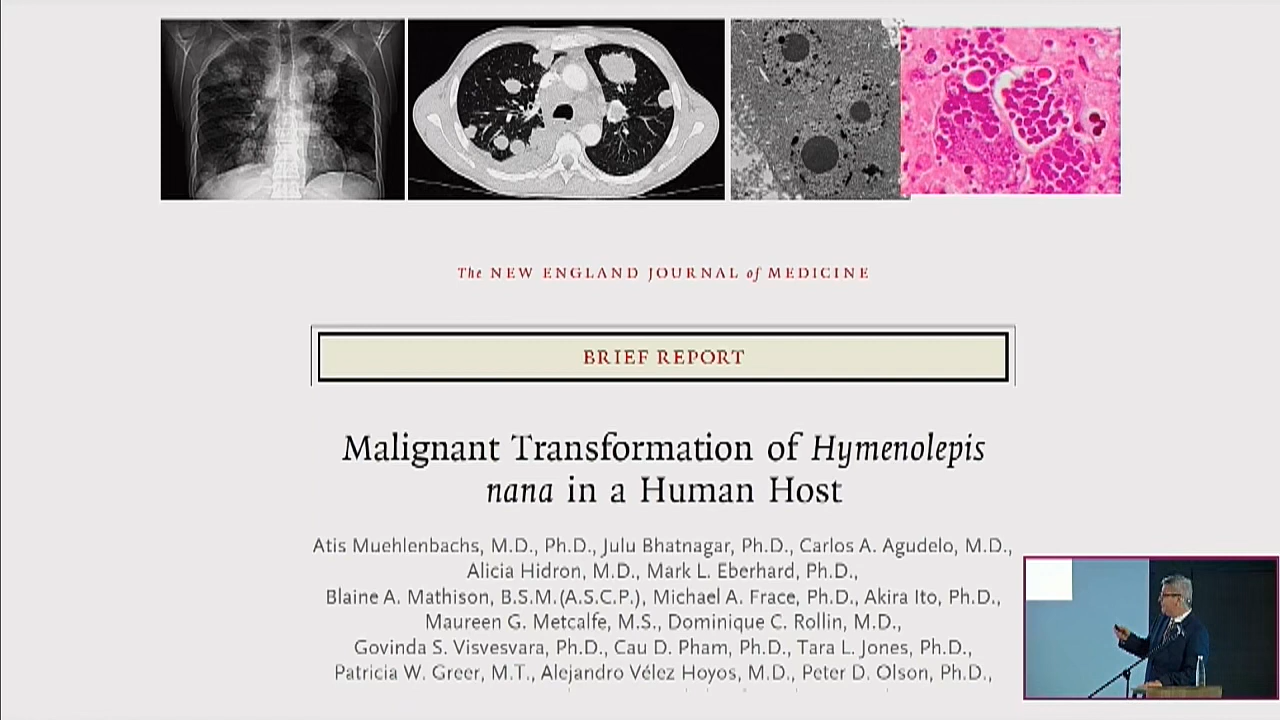 The NEW ENGLAND JOURNAL of MEDICINE
BRIEF REPORT
Malignant Transformation of Hymenolepis
nana in a Human Host
Atis Muehlenbachs, M.D., Ph.D., Julu Bhatnagar, Ph.D., Carlos A. Agudelo, M.D.,
Alicia Hidron, M.D., Mark L. Eberhard, Ph.D.,
Blaine A. Mathison, B.S.M.(A.S.C.P.), Michael A. Frace, Ph.D., Akira Ito, Ph.D.,
Maureen G. Metcalfe, M.S., Dominique C. Rollin, M.D.,
Govinda S. Visvesvara, Ph.D., Cau D. Pham, Ph.D., Tara L. Jones, Ph.D.,
Patricia W. Greer, M.T., Alejandro Vélez Hoyos, M.D., Peter D. Olson, Ph.D.,